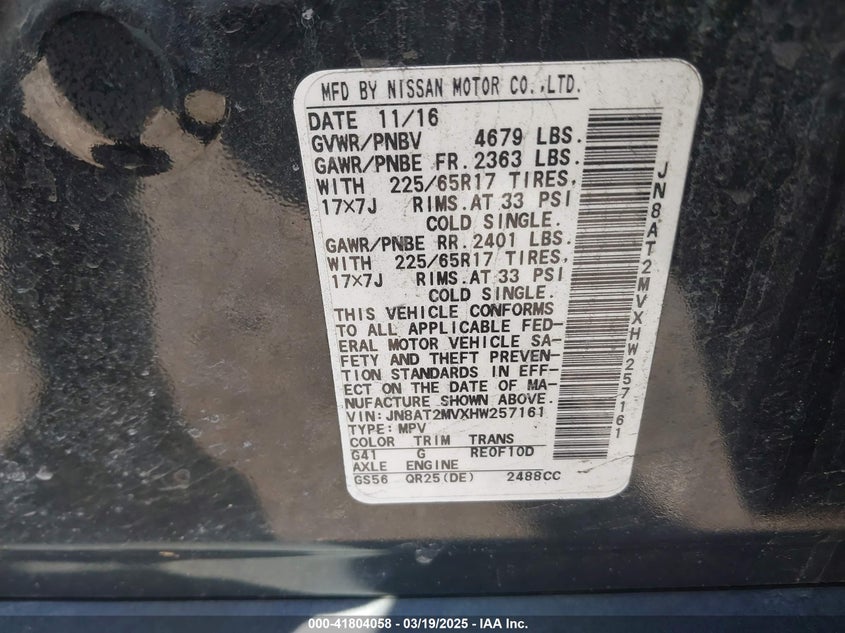 MFD BY NISSAN MOTOR CO.,LTD.
DATE 11/16
GVWR/PNBV 4679 LBS.
GAWR/PNBE FR. 2363 LBS.
WITH 225/65R17 TIRES,
17×7J RIMS. AT 33 PSI
COLD SINGLE.
GAWR/PNBE RR. 2401 LBS.
WITH 225/65R17 TIRES,
17×7J RIMS. AT 33 PSI
COLD SINGLE.
THIS VEHICLE CONFORMS
TO ALL APPLICABLE FED-
ERAL MOTOR VEHICLE SA-
FETY AND THEFT PREVEN-
TION STANDARDS IN EFF-
ECT ON THE DATE OF MA-
NUFACTURE SHOWN ABOVE.
VIN: JN8AT2MVXHW257161
TYPE: MPV
COLOR TRIM TRANS
G41 G RE0F10D
AXLE ENGINE
GS56 QR25(DE) 2488CC
JN8AT2MVXHW257161
000-41804058 - 03/19/2025 - IAA Inc.